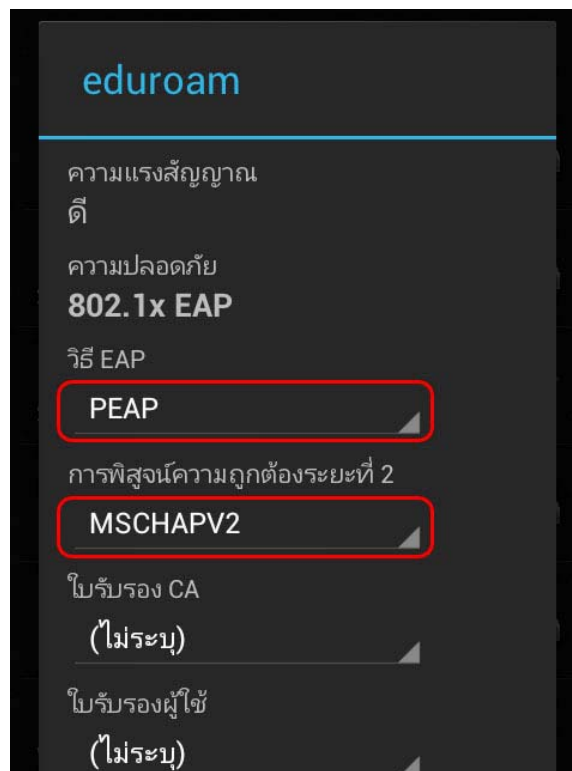 eduroam
ความแรงสัญญาณ
ดี
ความปลอดภัย
802.1x EAP
วิธี EAP
PEAP
การพิสูจน์ความถูกต้องระยะที่ 2
MSCHAPV2
ใบรับรอง CA
(ไม่ระบุ)
ใบรับรองผู้ใช้
(ไม่ระบุ)